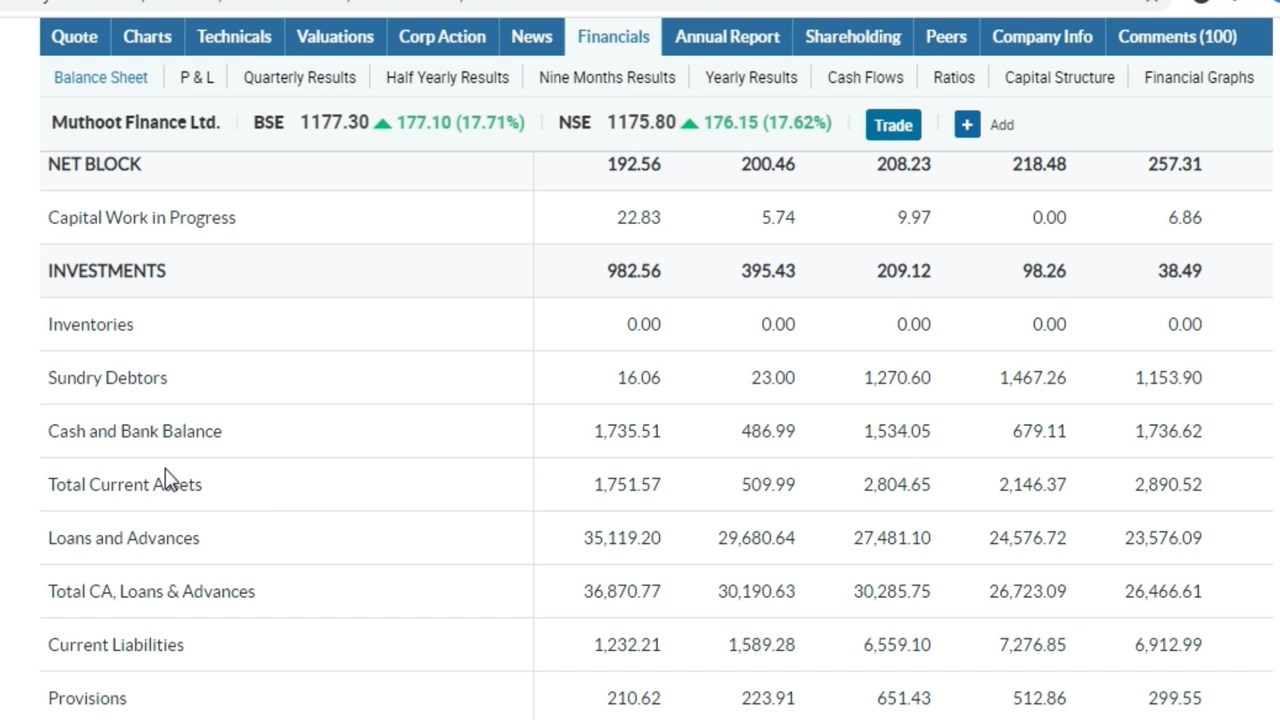 Quote Charts Technicals Valuations Corp Action News Financials Annual Report Shareholding Peers Company Info Comments (100)
Balance Sheet P & L Quarterly Results Half Yearly Results Nine Months Results Yearly Results Cash Flows Ratios Capital Structure Financial Graphs
Muthoot Finance Ltd. BSE 1177.30 177.10 (17.71%) NSE 1175.80 176.15 (17.62%) Trade + Add
NET BLOCK 192.56 200.46 208.23 218.48 257.31
Capital Work in Progress 22.83 5.74 9.97 0.00 6.86
INVESTMENTS 982.56 395.43 209.12 98.26 38.49
Inventories 0.00 0.00 0.00 0.00 0.00
Sundry Debtors 16.06 23.00 1,270.60 1,467.26 1,153.90
Cash and Bank Balance 1,735.51 486.99 1,534.05 679.11 1,736.62
Total Current Assets 1,751.57 509.99 2,804.65 2,146.37 2,890.52
Loans and Advances 35,119.20 29,680.64 27,481.10 24,576.72 23,576.09
Total CA, Loans & Advances 36,870.77 30,190.63 30,285.75 26,723.09 26,466.61
Current Liabilities 1,232.21 1,589.28 6,559.10 7,276.85 6,912.99
Provisions 210.62 223.91 651.43 512.86 299.55